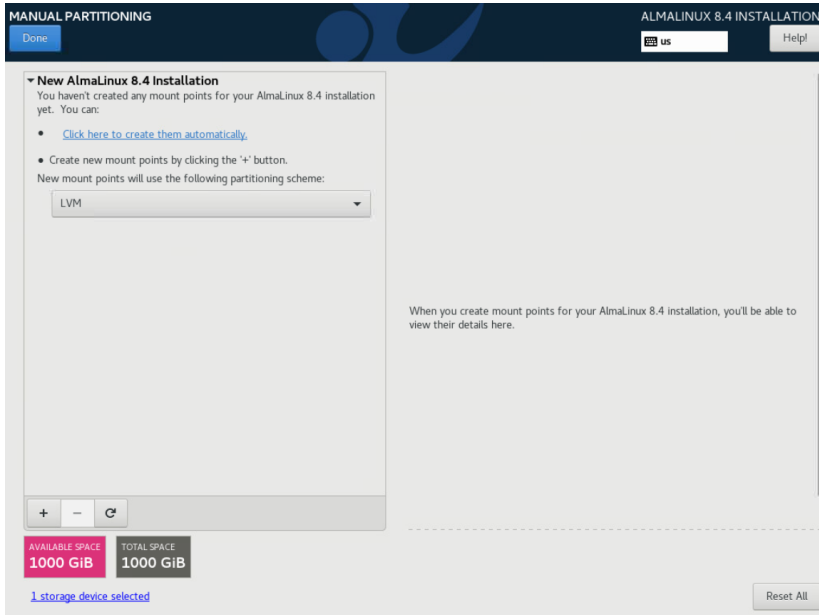 MANUAL PARTITIONING
ALMALINUX 8.4 INSTALLATION
Done
us
Help!
New AlmaLinux 8.4 Installation
You haven't created any mount points for your AlmaLinux 8.4 installation
yet. You can:
• Click here to create them automatically.
• Create new mount points by clicking the '+' button.
New mount points will use the following partitioning scheme:
LVM
When you create mount points for your AlmaLinux 8.4 installation, you'll be able to
view their details here.
+ −
AVAILABLE SPACE
1000 GiB
TOTAL SPACE
1000 GiB
1 storage device selected
Reset All